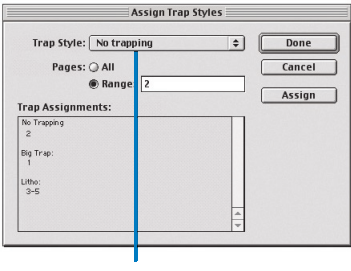 Assign Trap Styles
Trap Style: No trapping
Done
Pages: All
Cancel
Range: 2
Assign
Trap Assignments:
No Trapping
2
Big Trap:
1
Litho:
3-5